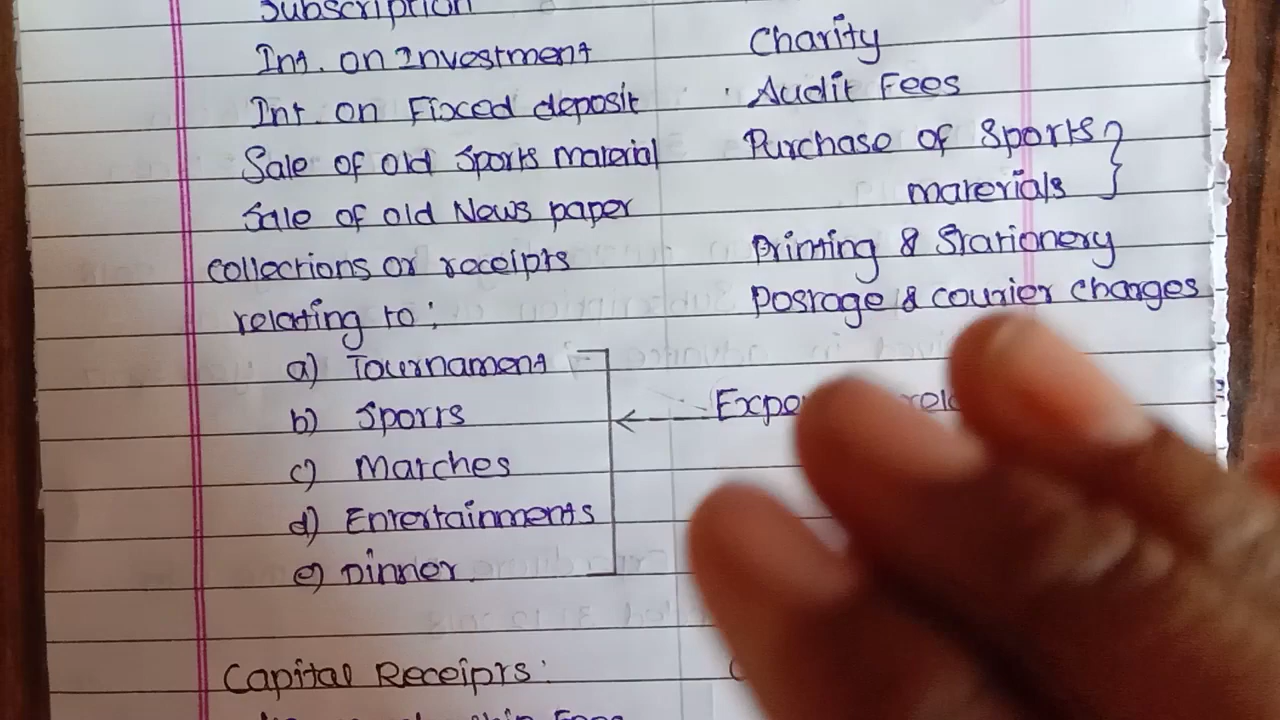 Subscription
Int. on Investment
Int. on Fixed deposit
Sale of old Sports Material
Sale of old News paper
collections or receipts
relating to :
a) Tournament
b) Sports
c) Matches
d) Entertainments
e) Dinner
Capital Receipts :
Charity
Audit Fees
Purchase of Sports
materials
Printing & Stationery
Postage & courier charges